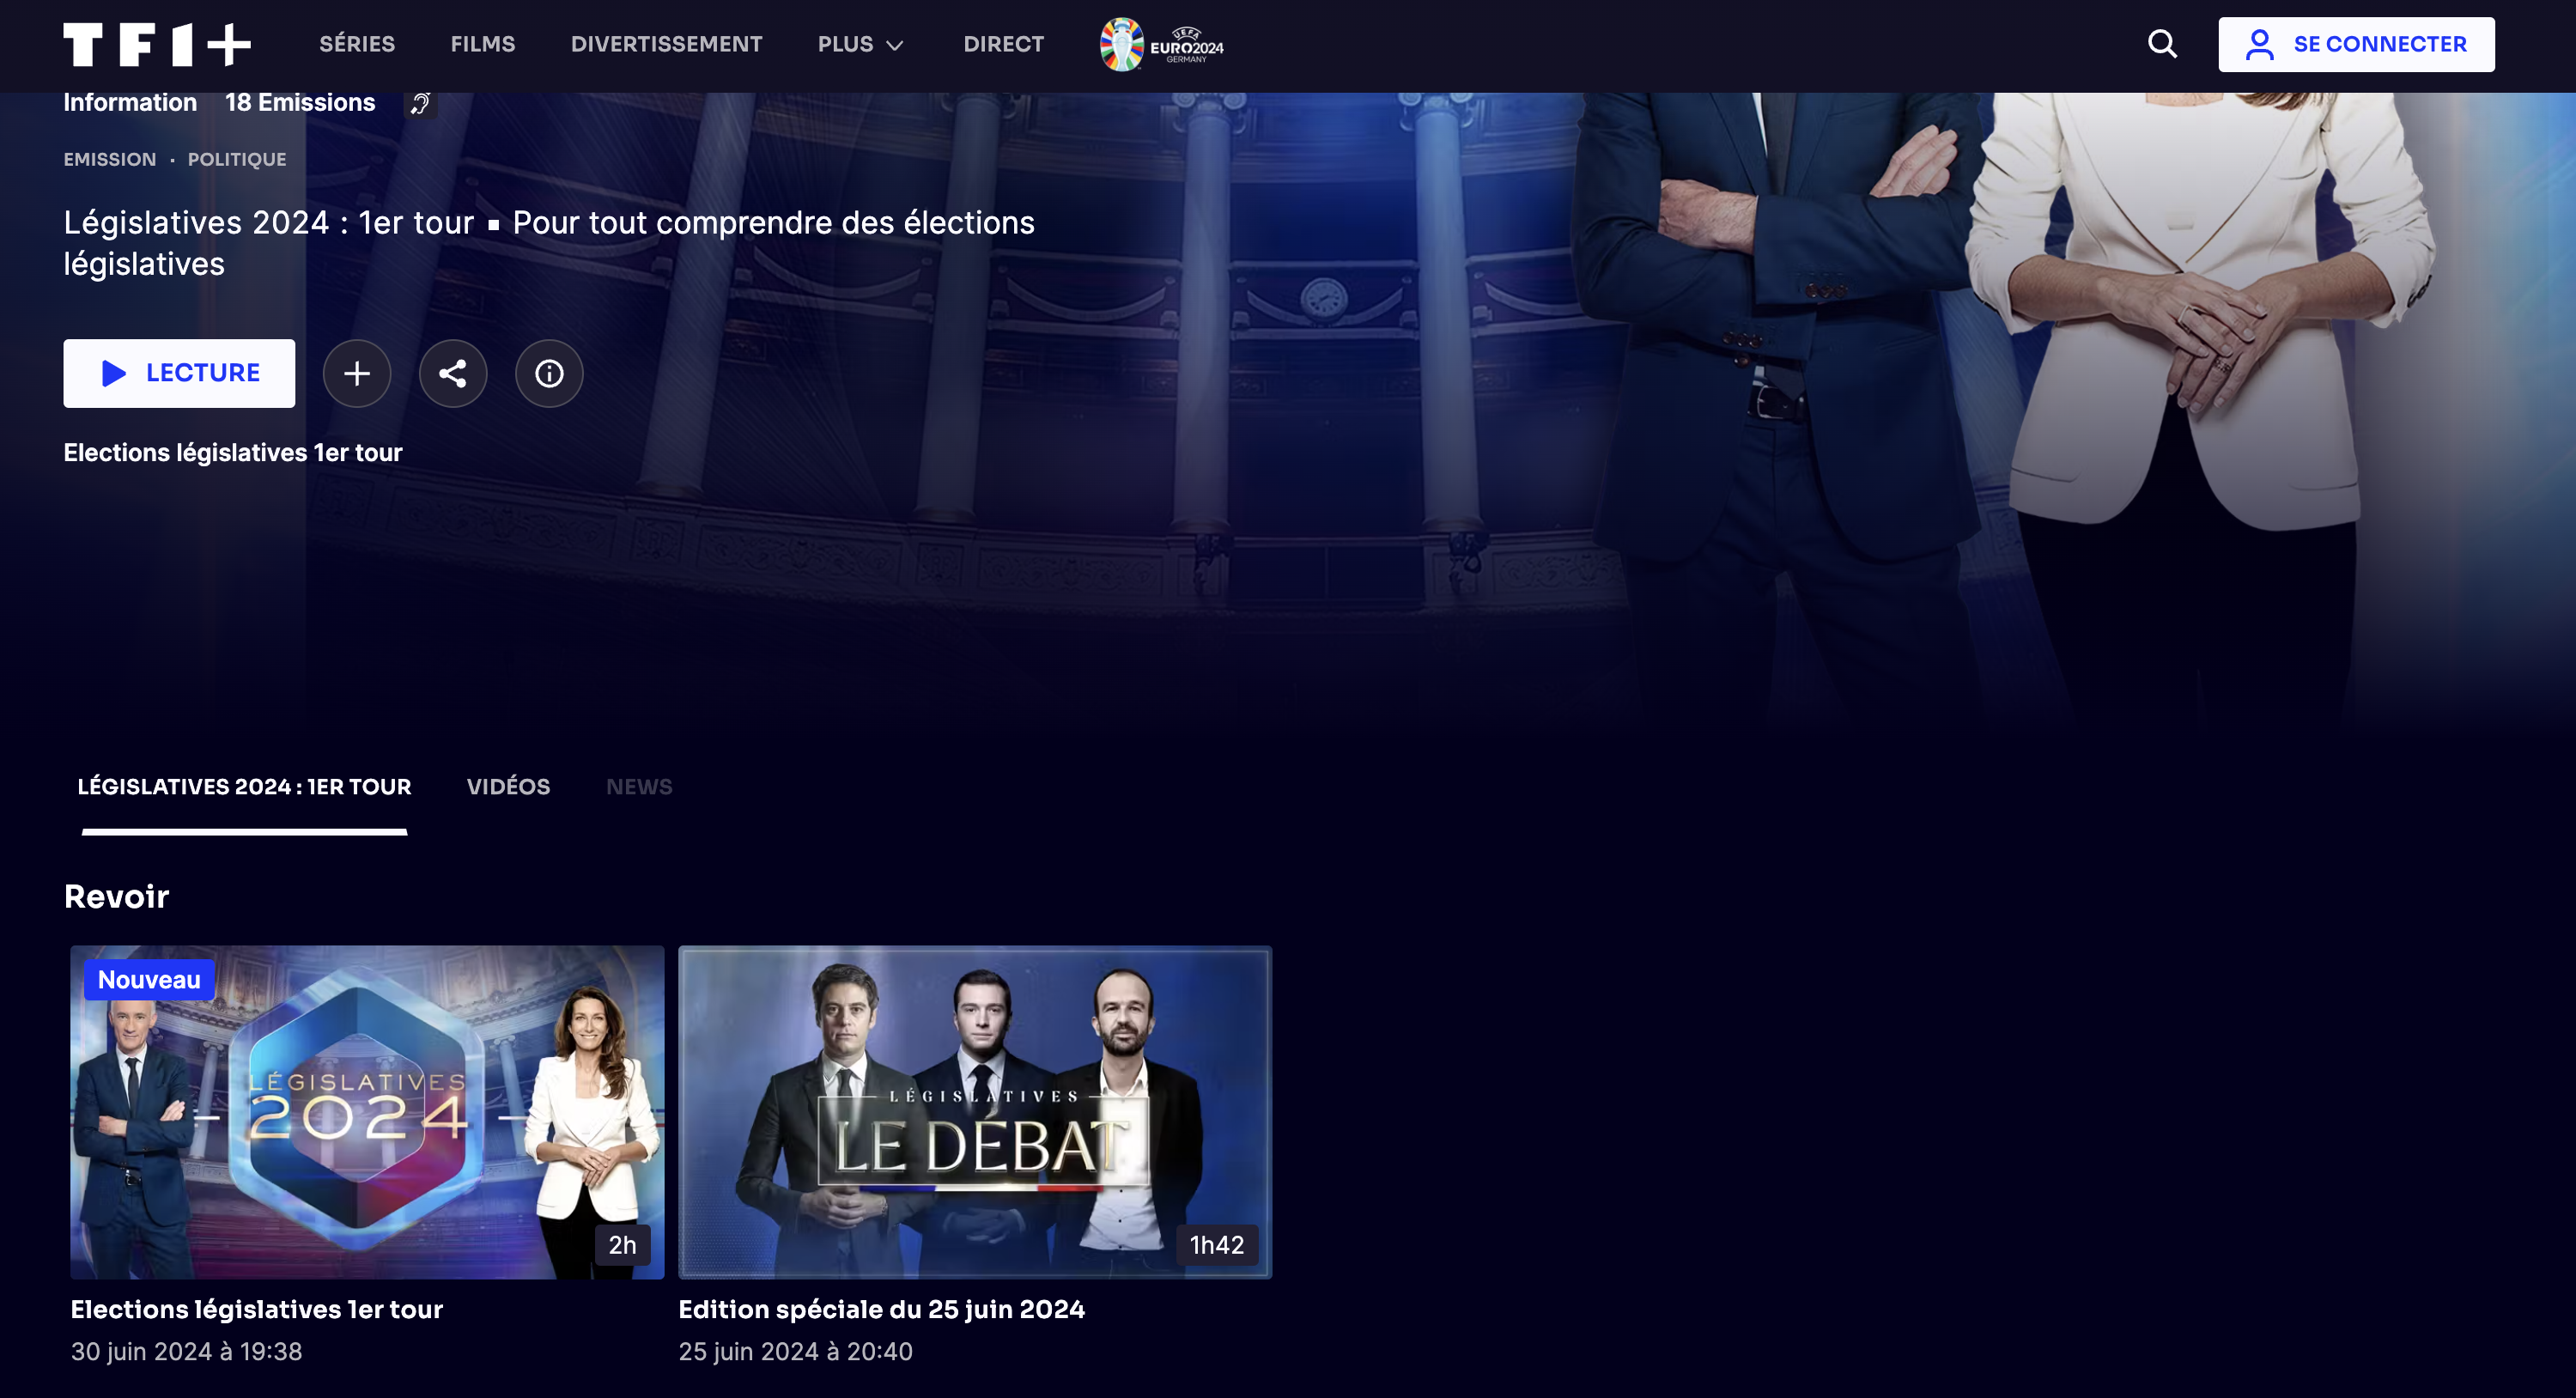 TF1+ SÉRIES FILMS DIVERTISSEMENT PLUS DIRECT UEFA EURO2024 GERMANY SE CONNECTER
Information 18 Emissions
EMISSION · POLITIQUE
Législatives 2024 : 1er tour ▪ Pour tout comprendre des élections
législatives
LECTURE
Elections législatives 1er tour
LÉGISLATIVES 2024 : 1ER TOUR VIDÉOS NEWS
Revoir
Nouveau
LÉGISLATIVES
2024
2h
LÉGISLATIVES
LE DÉBAT
1h42
Elections législatives 1er tour
30 juin 2024 à 19:38
Edition spéciale du 25 juin 2024
25 juin 2024 à 20:40